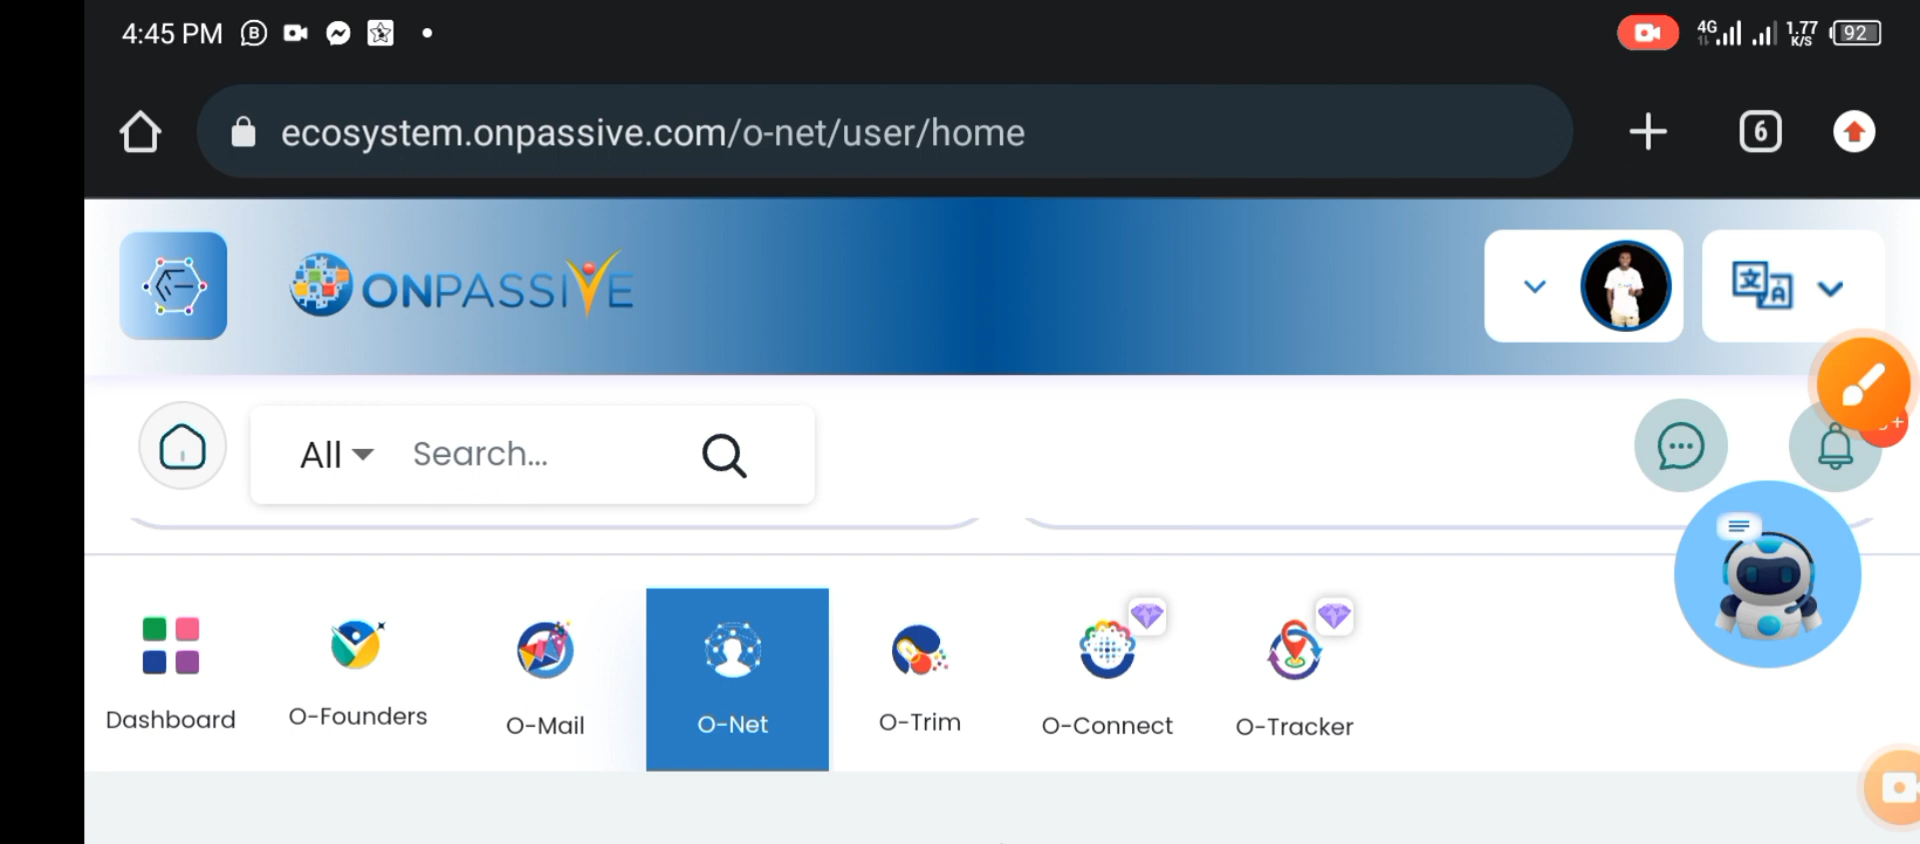 4:45 PM
4G
1.77
K/S
92
ecosystem.onpassive.com/o-net/user/home
6
ONPASSIVE
文
A
All
Search...
Dashboard
O-Founders
O-Mail
O-Net
O-Trim
O-Connect
O-Tracker